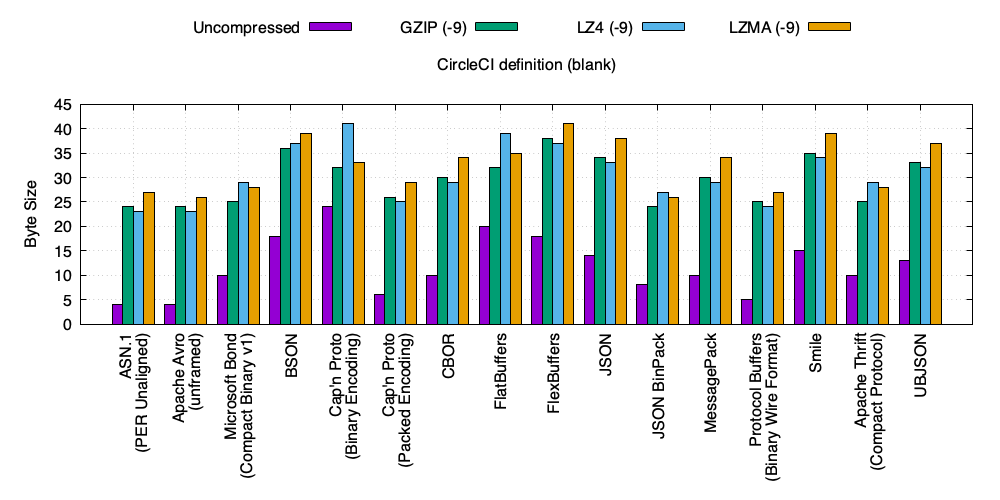 Uncompressed GZIP (-9) LZ4 (-9) LZMA (-9)
CircleCI definition (blank)
Byte Size
45
40
35
30
25
20
15
10
5
0
ASN.1
(PER Unaligned)
Apache Avro
(unframed)
Microsoft Bond
(Compact Binary v1)
BSON
Cap'n Proto
(Binary Encoding)
Cap'n Proto
(Packed Encoding)
CBOR
FlatBuffers
FlexBuffers
JSON
JSON BinPack
MessagePack
Protocol Buffers
(Binary Wire Format)
Smile
Apache Thrift
(Compact Protocol)
UBJSON